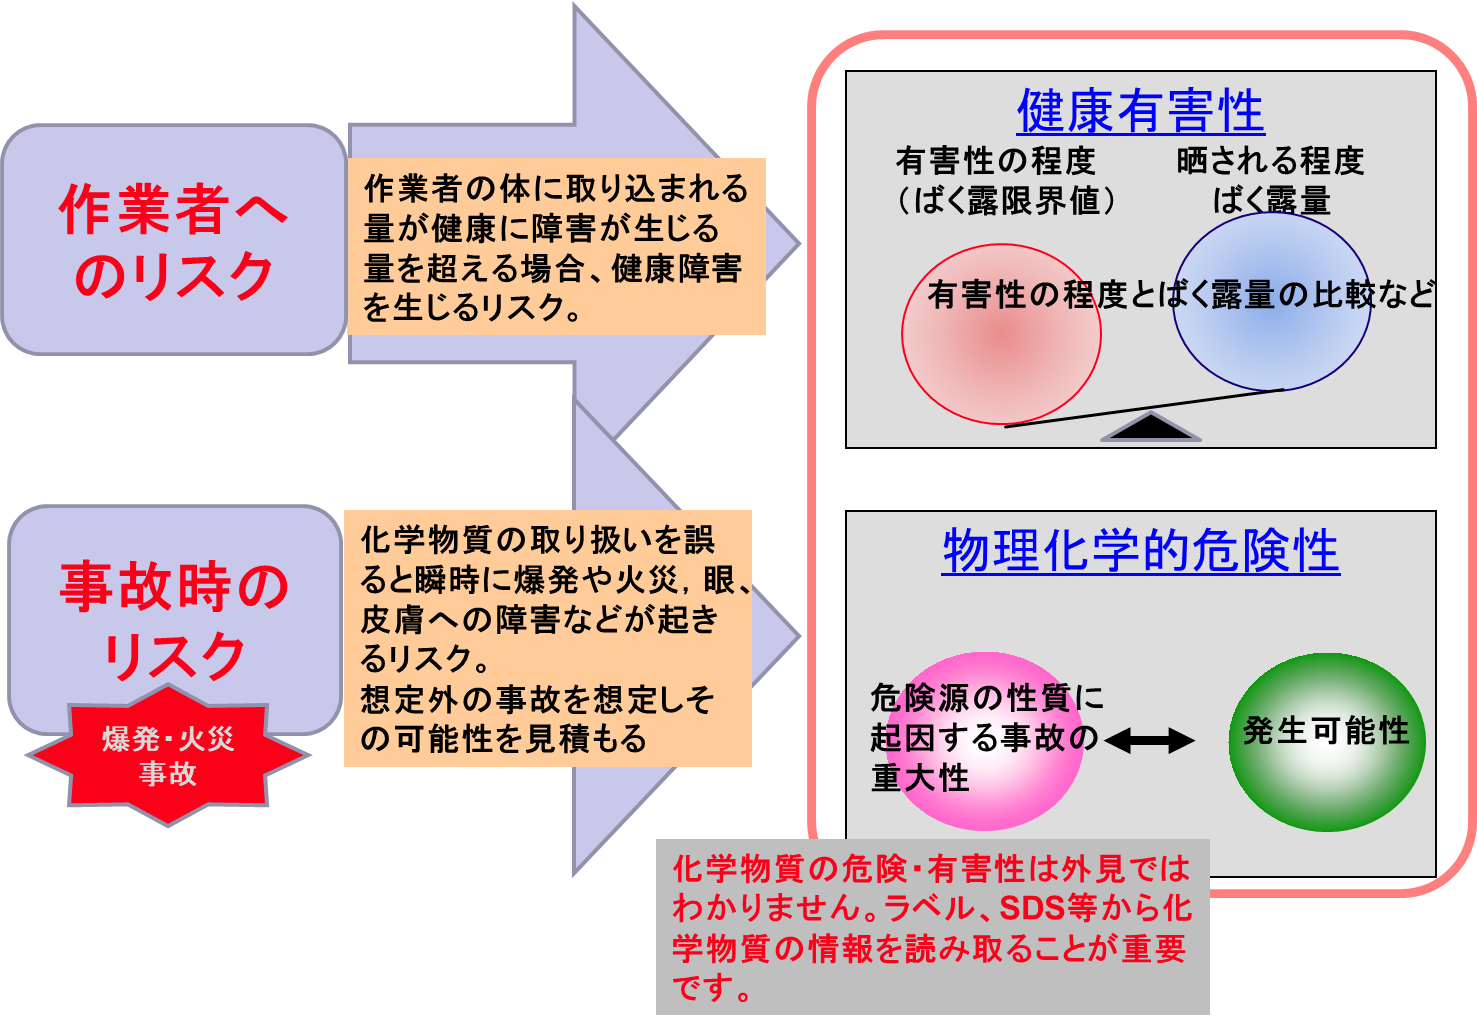 作業者へ
のリスク
作業者の体に取り込まれる
量が健康に障害が生じる
量を超える場合、健康障害
を生じるリスク。
健康有害性
有害性の程度
（ばく露限界値）
晒される程度
ばく露量
有害性の程度とばく露量の比較など
事故時の
リスク
爆発・火災
事故
化学物質の取り扱いを誤
ると瞬時に爆発や火災，眼、
皮膚への障害などが起き
るリスク。
想定外の事故を想定しそ
の可能性を見積もる
物理化学的危険性
危険源の性質に
起因する事故の
重大性
発生可能性
化学物質の危険・有害性は外見では
わかりません。ラベル、SDS等から化
学物質の情報を読み取ることが重要
です。